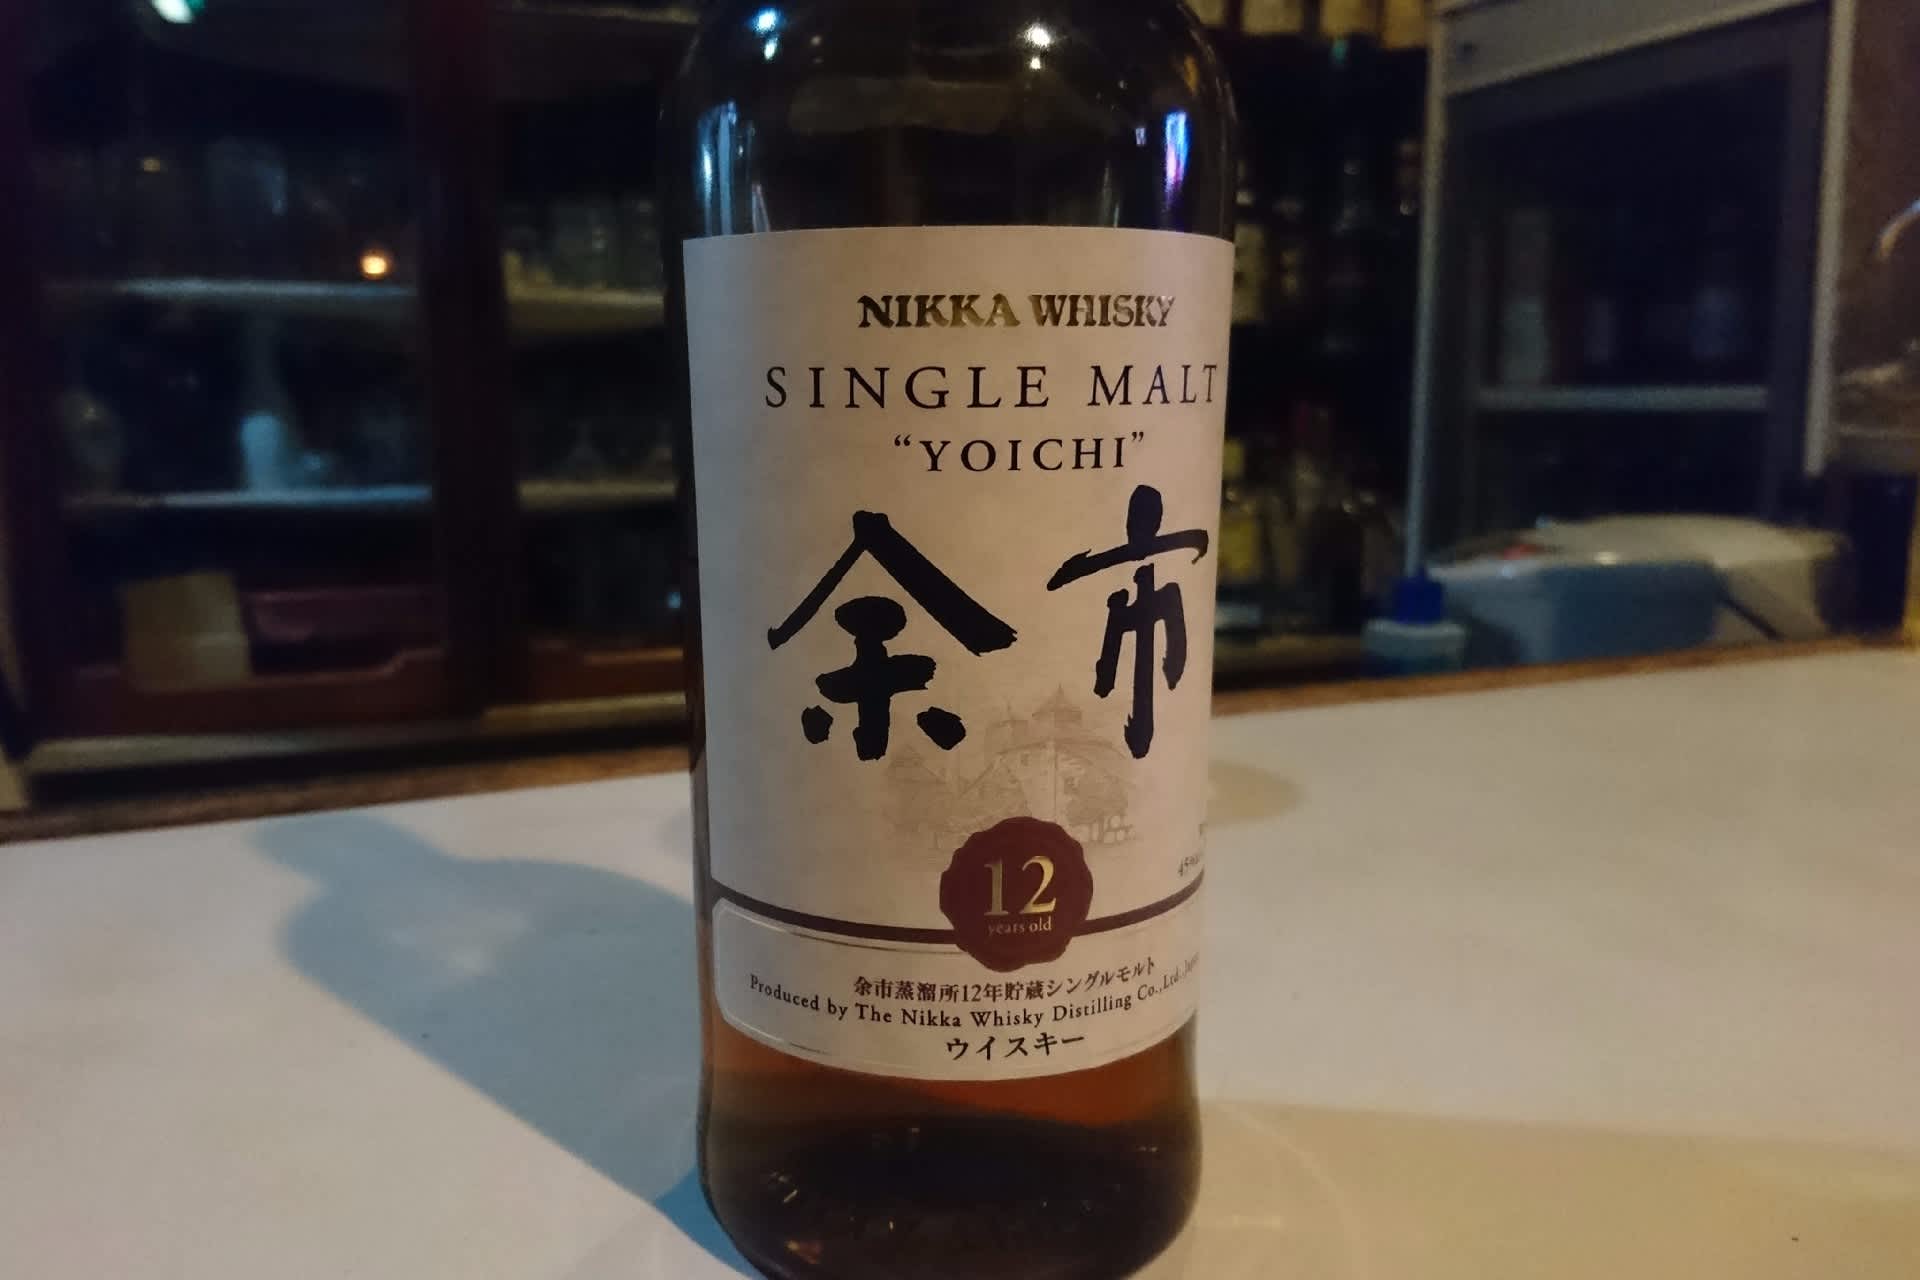 NIKKA WHISKY
SINGLE MALT
“YOICHI”
余市
45%
12
years old
余市蒸溜所12年貯蔵シングルモルト
Produced by The Nikka Whisky Distilling Co.,Ltd.,Japan
ウイスキー